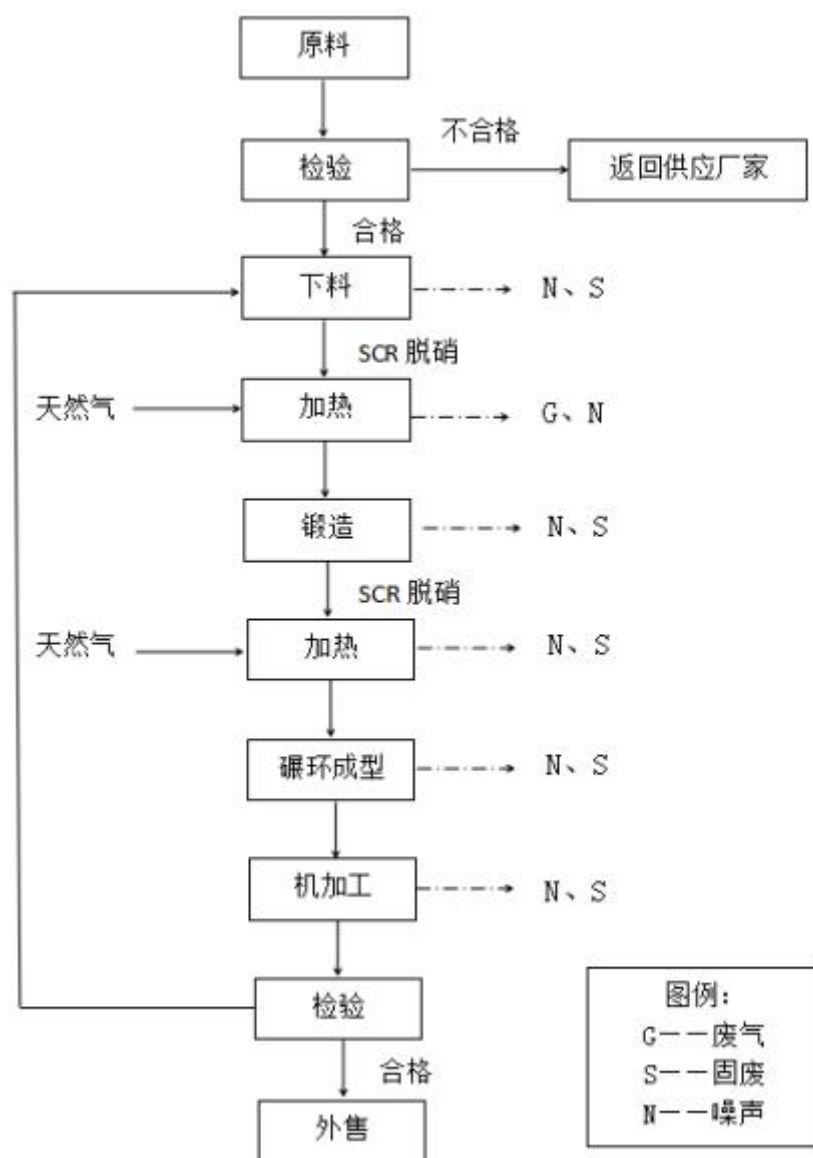 原料
不合格
检验
返回供应厂家
合格
下料
N、S
SCR 脱硝
天然气
加热
G、N
锻造
N、S
SCR 脱硝
天然气
加热
N、S
碾环成型
N、S
机加工
N、S
检验
合格
外售
图例:
G——废气
S——固废
N——噪声